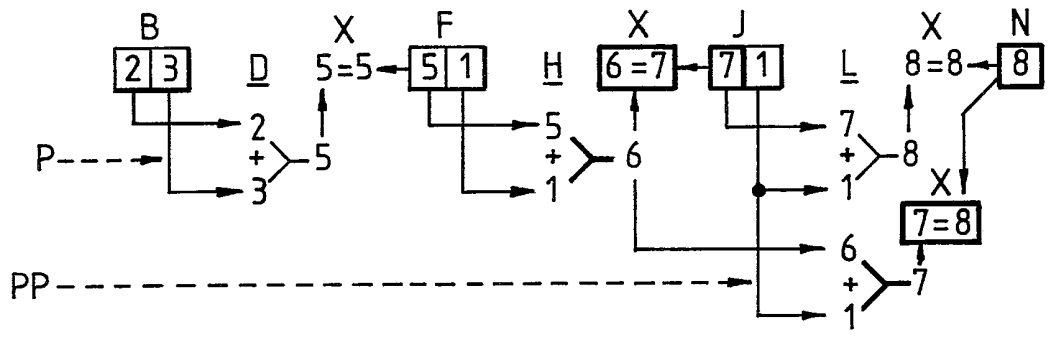 B X F X J X N
2 3 D 5=5 5 1 H 6=7 7 1 L 8=8 8
2 5 7
P + 5 + 6 + 8
3 1 1 X
7=8
6
PP + 7
1